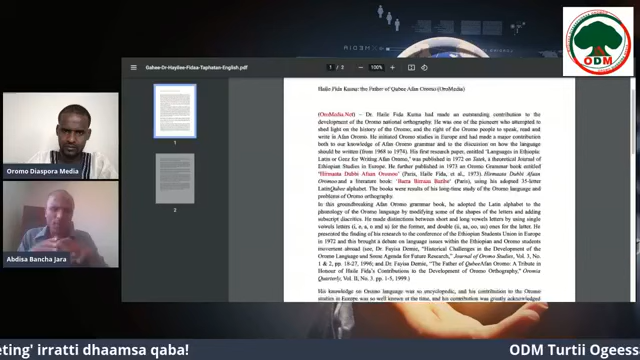 Gahee-Dr-Haylee-Fidaa-Taphatan-English.pdf
1 / 2
100%
ODM
Haile Fida Kuma: the Father of Qubee Afan Oromo (OroMedia)
(OroMedia.Net) – Dr. Haile Fida Kuma had made an outstanding contribution to the
development of the Oromo national orthography. He was one of the pioneers who attempted to
shed light on the history of the Oromo; and the right of the Oromo people to speak, read and
write in Afan Oromo. He initiated Oromo studies in Europe and had made a major contribution
both to our knowledge of Afan Oromo grammar and to the discussion on how the language
should be written (from 1968 to 1974). His first research paper, entitled 'Languages in Ethiopia:
Latin or Geez for Writing Afan Oromo, was published in 1972 on Tatek, a theoretical Journal of
Ethiopian Studies in Europe. He further published in 1973 an Oromo Grammar book entitled
"Hirmaata Dubbii Afaan Oromoo" (Paris, Haile Fida, et al., 1973). Hirmaata Dubbii Afaan
Oromoo and a literature book: 'Barra Birraan Barihe' (Paris), using his adopted 35-letter
Latin Qubee alphabet. The books were results of his long-time study of the Oromo language and
problems of Oromo orthography.
In this groundbreaking Afan Oromo grammar book, he adopted the Latin alphabet to the
phonology of the Oromo language by modifying some of the shapes of the letters and adding
subscript diacritics. He made distinctions between short and long vowels letters by using single
vowels letters (i, e, a, o and u) for the former, and double (ii, ee, aa, oo, uu) ones for the latter. He
presented the finding of his research to the conference of the Ethiopian Students Union in Europe
in 1972 and this brought a debate on language issues within the Ethiopian and Oromo students
movement abroad (see, Dr. Fayisa Demie, "Historical Challenges in the Development of the
Oromo Language and Some Agenda for Future Research," Journal of Oromo Studies, Vol. 3, No.
1 & 2, pp. 18-27, 1996; and Dr. Fayisa Demie, "The Father of Qubee Afan Oromo: A Tribute in
Honour of Haile Fida's Contributions to the Development of Oromo Orthography," Oromia
Quarterly, Vol. II, No. 3. pp. 1-5, 1999.)
His knowledge on Oromo language was so encyclopedic, and his contribution to the Oromo
studies in Europe was so well known at the time, and his contribution was greatly acknowledged
1
2
Oromo Diaspora Media
Abdisa Bancha Jara
eting' irratti dhaamsa qaba!
ODM Turtii Ogeess